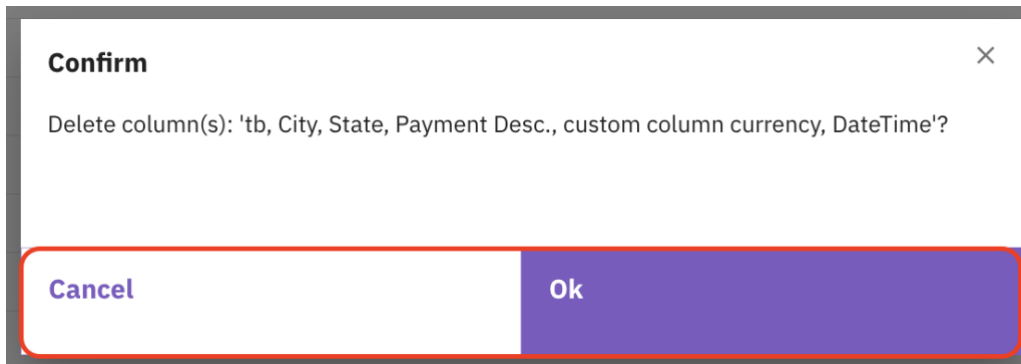 Confirm
Delete column(s): 'tb, City, State, Payment Desc., custom column currency, DateTime'?
Cancel
Ok